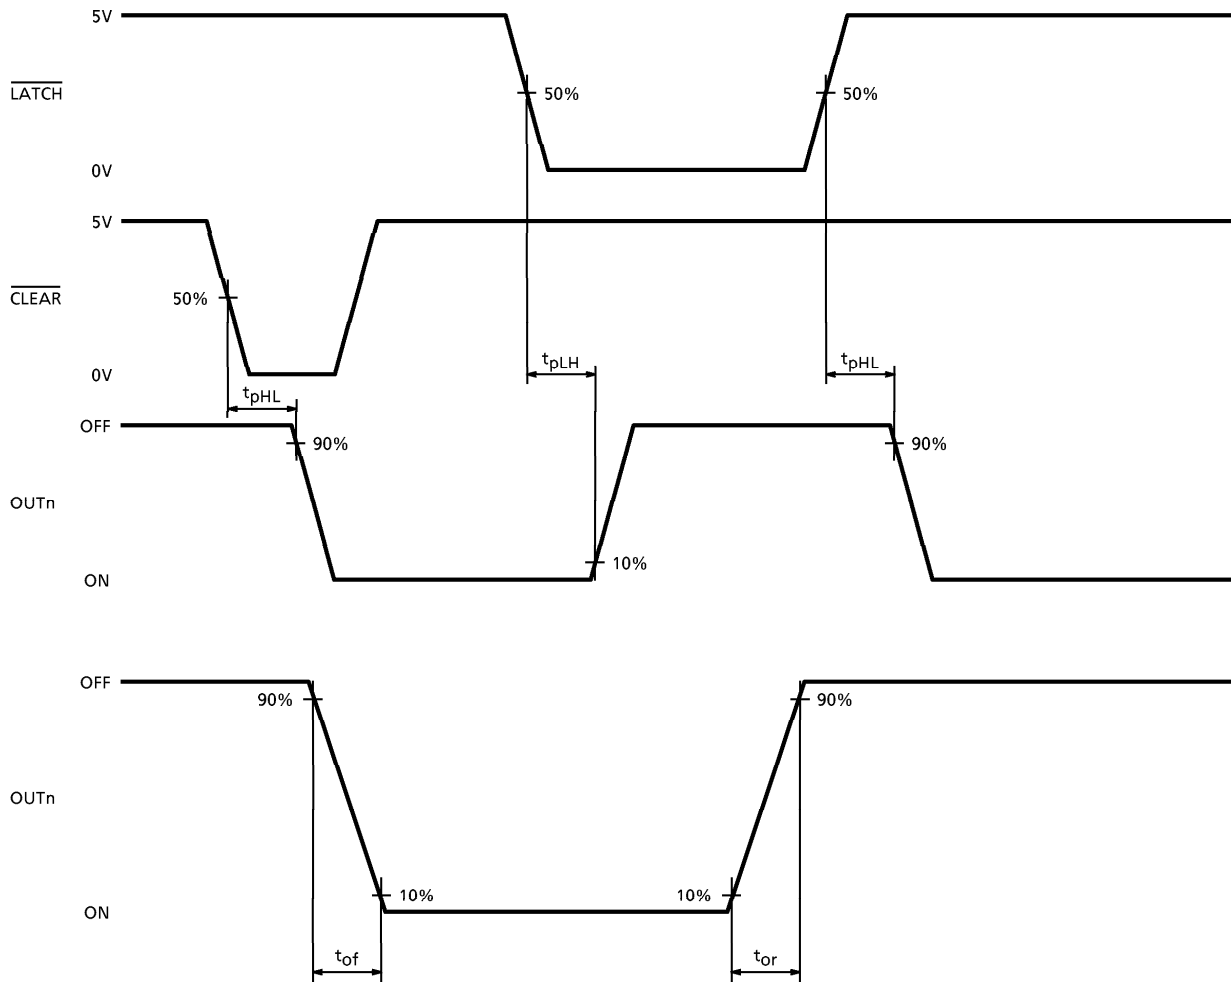 5V
LATCH
50%
50%
0V
5V
CLEAR
50%
0V
tpLH
tpHL
tpHL
OFF
90%
90%
OUTn
10%
ON
OFF
90%
90%
OUTn
10%
10%
ON
tof
tor